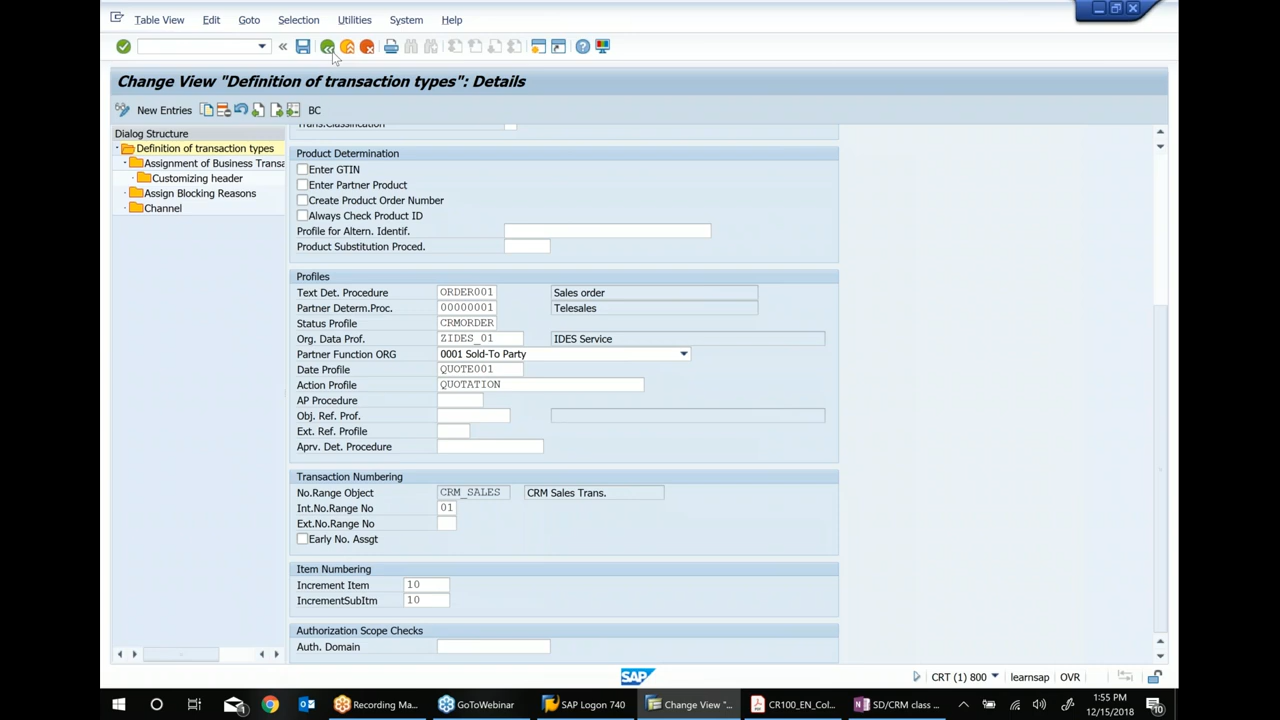 Table View Edit Goto Selection Utilities System Help
Change View "Definition of transaction types": Details
New Entries BC
Dialog Structure
Definition of transaction types
Assignment of Business Transa
Customizing header
Assign Blocking Reasons
Channel
Trans.Classification
Product Determination
Enter GTIN
Enter Partner Product
Create Product Order Number
Always Check Product ID
Profile for Altern. Identif.
Product Substitution Proced.
Profiles
Text Det. Procedure ORDER001 Sales order
Partner Determ.Proc. 00000001 Telesales
Status Profile CRMORDER
Org. Data Prof. ZIDES_01 IDES Service
Partner Function ORG 0001 Sold-To Party
Date Profile QUOTE001
Action Profile QUOTATION
AP Procedure
Obj. Ref. Prof.
Ext. Ref. Profile
Aprv. Det. Procedure
Transaction Numbering
No.Range Object CRM_SALES CRM Sales Trans.
Int.No.Range No 01
Ext.No.Range No
Early No. Assgt
Item Numbering
Increment Item 10
IncrementSubItm 10
Authorization Scope Checks
Auth. Domain
SAP CRT (1) 800 learnsap OVR
Recording Ma... GoToWebinar SAP Logon 740 Change View "... CR100_EN_Col... SD/CRM class ... 1:55 PM
12/15/2018 10